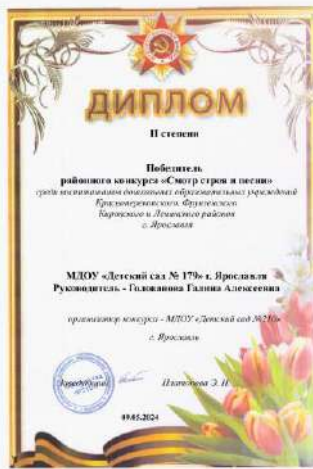 ДИПЛОМ
II степени
Победитель
районного конкурса «Смотр строя и песни»
среди воспитанников дошкольных образовательных учреждений
Красноперекопского, Фрунзенского
Кировского и Ленинского районов
г. Ярославля
МДОУ «Детский сад № 179» г. Ярославля
Руководитель - Голованова Галина Алексеевна
организатор конкурса - МДОУ «Детский сад №210»
г. Ярославль
Заведующий
Э. Н.
09.05.2024